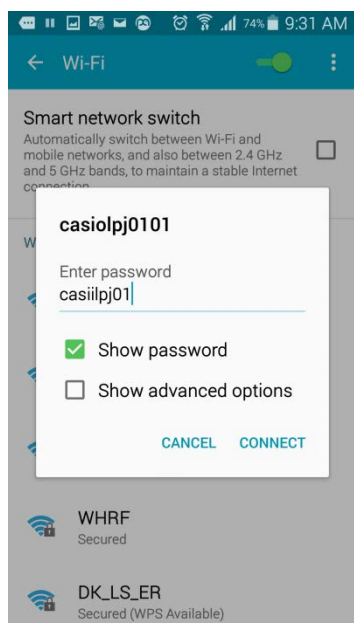 74% 9:31 AM
Wi-Fi
Smart network switch
Automatically switch between Wi-Fi and
mobile networks, and also between 2.4 GHz
and 5 GHz bands, to maintain a stable Internet
connection.
W
casiolpj0101
Enter password
casiilpj01
Show password
Show advanced options
CANCEL CONNECT
WHRF
Secured
DK_LS_ER
Secured (WPS Available)